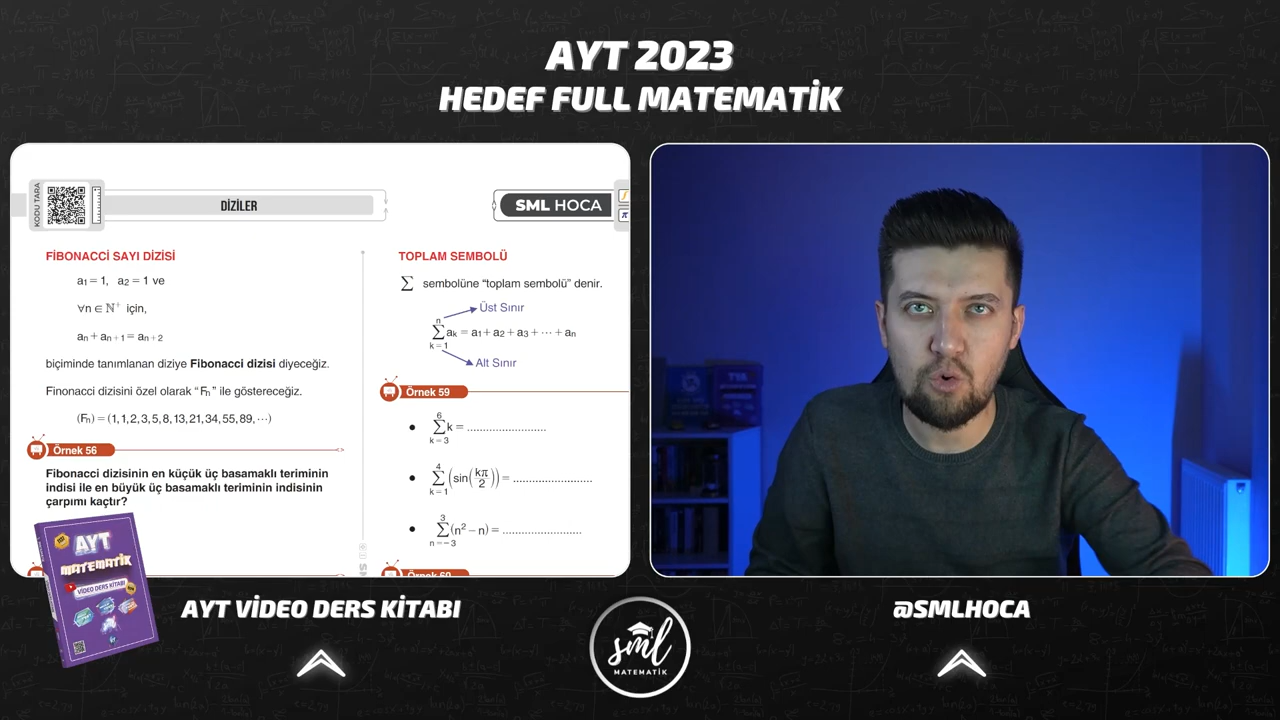 AYT 2023
HEDEF FULL MATEMATİK
KODU TARA
DİZİLER
SML HOCA
π
FİBONACCİ SAYI DİZİSİ
a₁ = 1, a₂ = 1 ve
∀n ∈ ℕ⁺ için,
aₙ + aₙ₊₁ = aₙ₊₂
biçiminde tanımlanan diziye Fibonacci dizisi diyeceğiz.
Finonacci dizisini özel olarak “Fₙ” ile göstereceğiz.
(Fₙ) = (1,1,2,3,5,8,13,21,34,55,89, ⋯)
Örnek 56
Fibonacci dizisinin en küçük üç basamaklı teriminin
indisi ile en büyük üç basamaklı teriminin indisinin
çarpımı kaçtır?
TOPLAM SEMBOLÜ
∑ sembolüne “toplam sembolü” denir.
Üst Sınır
n
∑ aₖ = a₁ + a₂ + a₃ + ⋯ + aₙ
k = 1
Alt Sınır
Örnek 59
6
• ∑ k = .........................
k = 3
4
• ∑ (sin(kπ/2)) = .........................
k = 1
3
• ∑ (n² – n) = .........................
n = –3
Örnek 60
AYT
MATEMATİK
VİDEO DERS KİTABI
AYT VİDEO DERS KİTABI
sml
MATEMATİK
@SMLHOCA